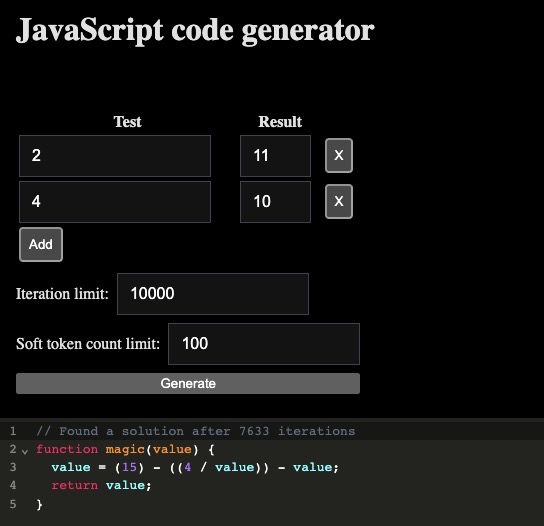 JavaScript code generator
Test Result
2 11 X
4 10 X
Add
Iteration limit: 10000
Soft token count limit: 100
Generate
1 // Found a solution after 7633 iterations
2 function magic(value) {
3 value = (15) - ((4 / value)) - value;
4 return value;
5 }